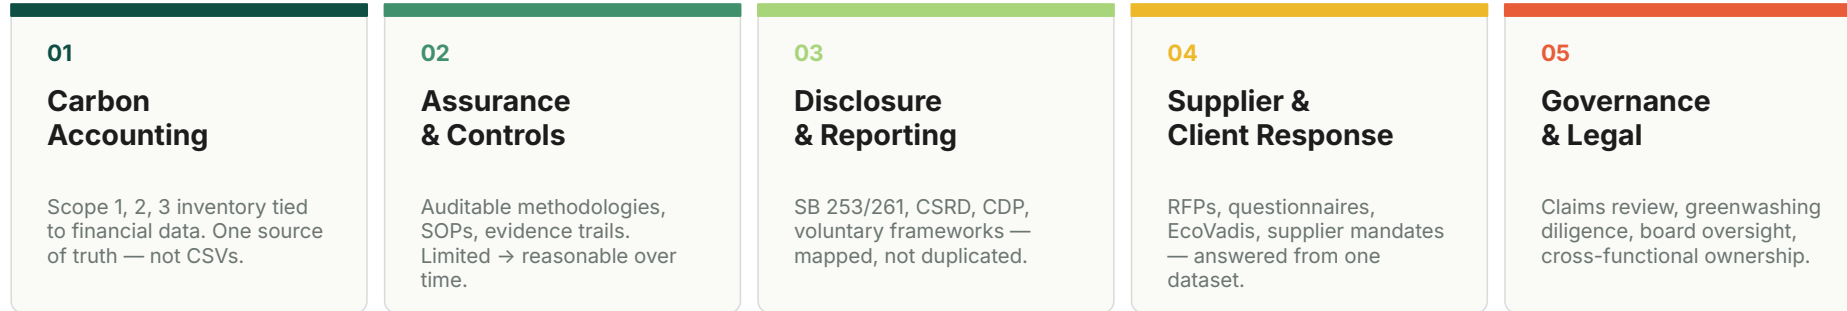 01
Carbon
Accounting
Scope 1, 2, 3 inventory tied
to financial data. One source
of truth — not CSVs.
02
Assurance
& Controls
Auditable methodologies,
SOPs, evidence trails.
Limited → reasonable over
time.
03
Disclosure
& Reporting
SB 253/261, CSRD, CDP,
voluntary frameworks —
mapped, not duplicated.
04
Supplier &
Client Response
RFPs, questionnaires,
EcoVadis, supplier mandates
— answered from one
dataset.
05
Governance
& Legal
Claims review, greenwashing
diligence, board oversight,
cross-functional ownership.